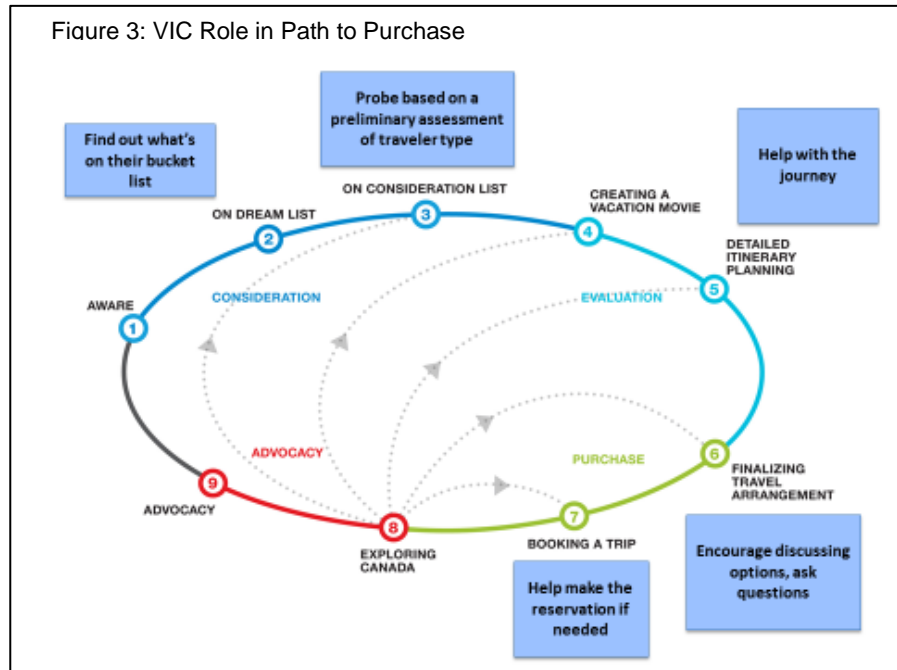 Figure 3: VIC Role in Path to Purchase
Find out what's
on their bucket
list
Probe based on a
preliminary assessment
of traveler type
Help with the
journey
ON DREAM LIST
2
ON CONSIDERATION LIST
3
CREATING A
VACATION MOVIE
4
DETAILED
ITINERARY
PLANNING
5
AWARE
1
CONSIDERATION
EVALUATION
ADVOCACY
PURCHASE
9
ADVOCACY
8
EXPLORING
CANADA
7
BOOKING A TRIP
6
FINALIZING
TRAVEL
ARRANGEMENT
Help make the
reservation if
needed
Encourage discussing
options, ask
questions